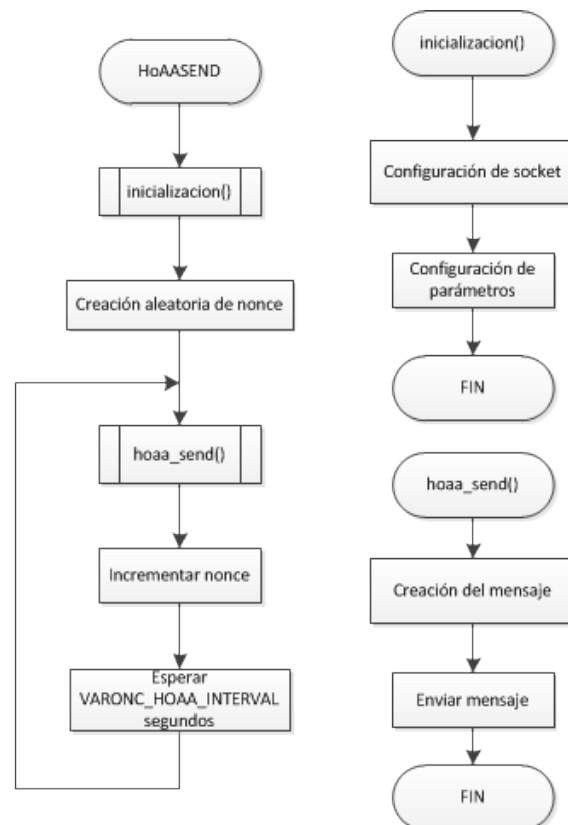 HoAASEND
inicializacion()
Creación aleatoria de nonce
hoaa_send()
Incrementar nonce
Esperar
VARONC_HOAA_INTERVAL
segundos
inicializacion()
Configuración de socket
Configuración de
parámetros
FIN
hoaa_send()
Creación del mensaje
Enviar mensaje
FIN